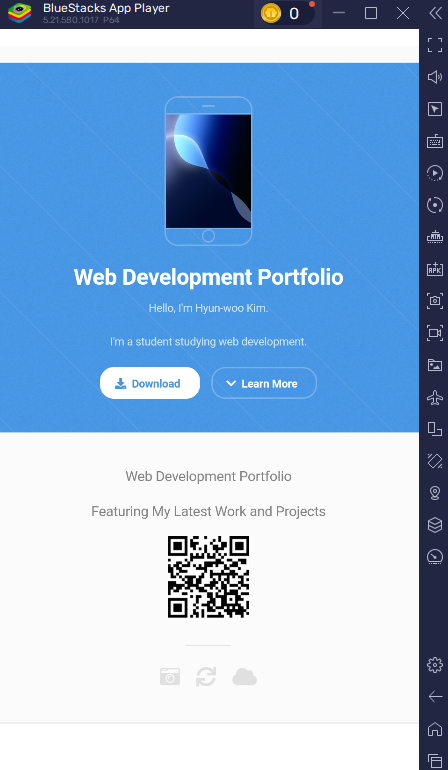 BlueStacks App Player
5.21.580.1017 P64
0
Web Development Portfolio
Hello, I'm Hyun-woo Kim.
I'm a student studying web development.
Download
Learn More
Web Development Portfolio
Featuring My Latest Work and Projects
APK